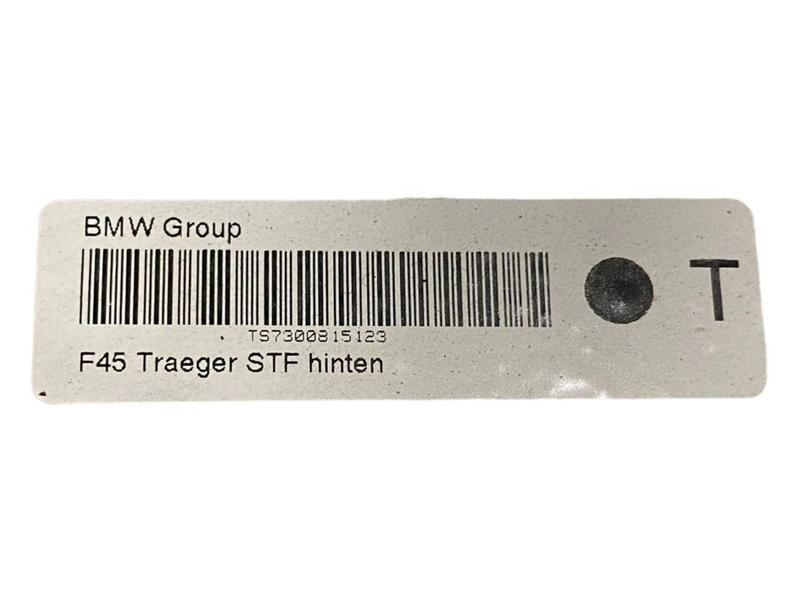 BMW Group
T
TS7300815123
F45 Traeger STF hinten